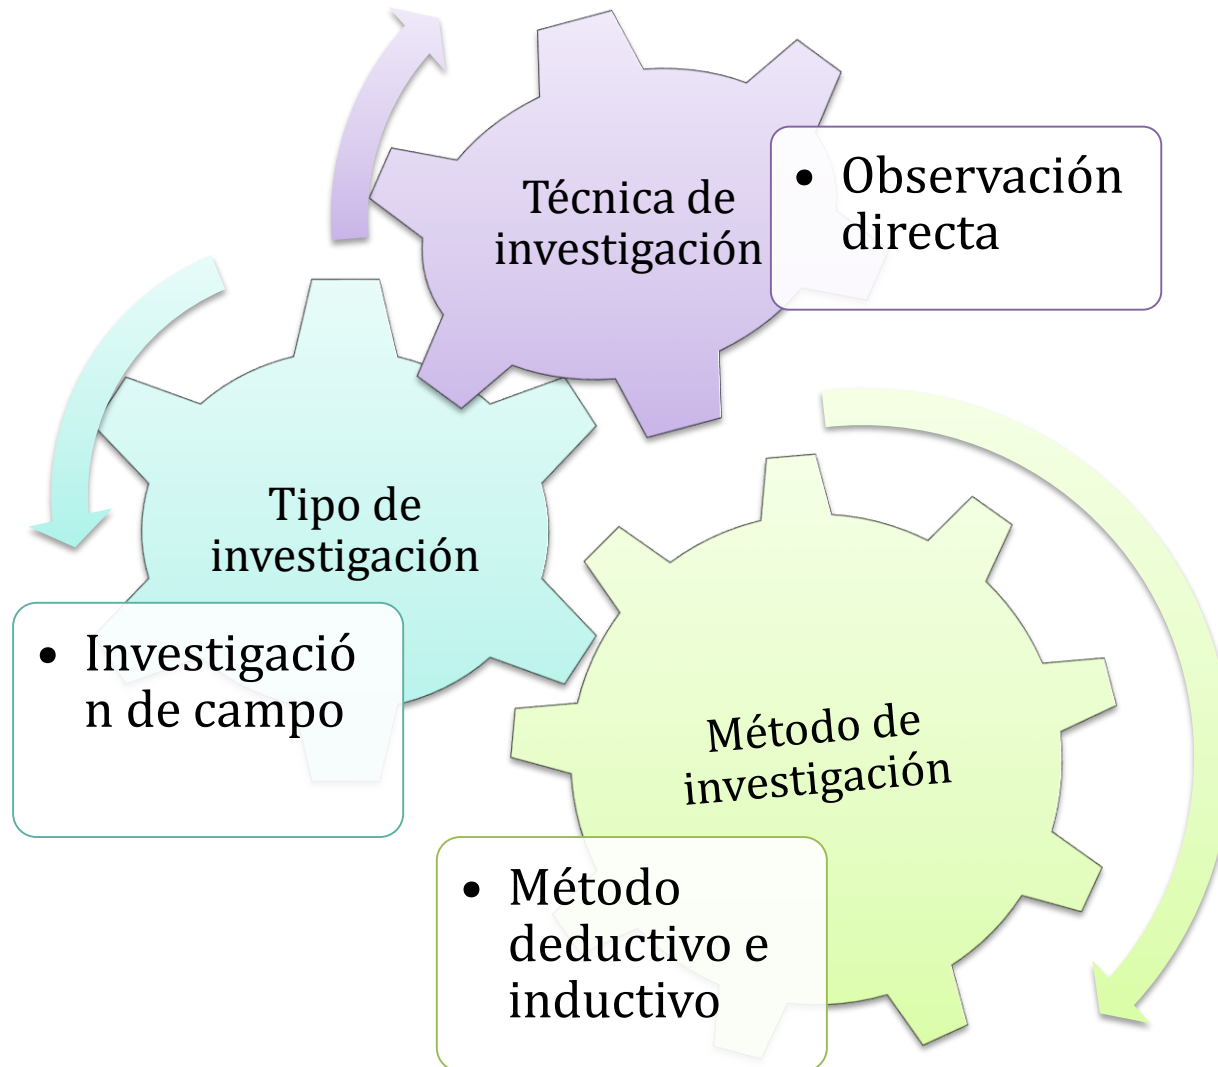 Técnica de
investigación
• Observación
directa
Tipo de
investigación
• Investigació
n de campo
Método de
investigación
• Método
deductivo e
inductivo